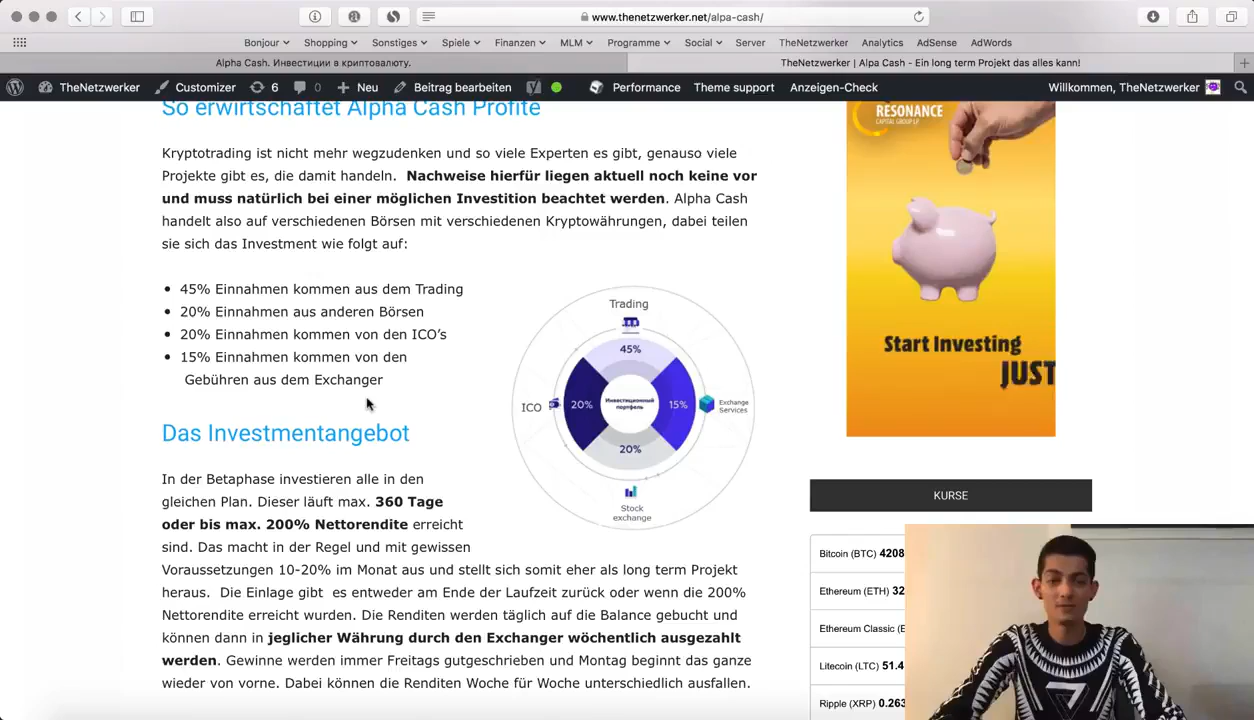 www.thenetzwerker.net/alpa-cash/
Bonjour Shopping Sonstiges Spiele Finanzen MLM Programme Social Server TheNetzwerker Analytics AdSense AdWords
Alpha Cash. Инвестиции в криптовалюту.
TheNetzwerker | Alpa Cash - Ein long term Projekt das alles kann!
TheNetzwerker Customizer 6 0 Neu Beitrag bearbeiten Performance Theme support Anzeigen-Check Willkommen, TheNetzwerker
So erwirtschaftet Alpha Cash Profite
Kryptotrading ist nicht mehr wegzudenken und so viele Experten es gibt, genauso viele
Projekte gibt es, die damit handeln. Nachweise hierfür liegen aktuell noch keine vor
und muss natürlich bei einer möglichen Investition beachtet werden. Alpha Cash
handelt also auf verschiedenen Börsen mit verschiedenen Kryptowährungen, dabei teilen
sie sich das Investment wie folgt auf:
45% Einnahmen kommen aus dem Trading
20% Einnahmen aus anderen Börsen
20% Einnahmen kommen von den ICO's
15% Einnahmen kommen von den
Gebühren aus dem Exchanger
Trading
45%
ICO
20%
Инвестиционный
портфель
15%
Exchange
Services
20%
Stock
exchange
Das Investmentangebot
In der Betaphase investieren alle in den
gleichen Plan. Dieser läuft max. 360 Tage
oder bis max. 200% Nettorendite erreicht
sind. Das macht in der Regel und mit gewissen
Voraussetzungen 10-20% im Monat aus und stellt sich somit eher als long term Projekt
heraus. Die Einlage gibt es entweder am Ende der Laufzeit zurück oder wenn die 200%
Nettorendite erreicht wurden. Die Renditen werden täglich auf die Balance gebucht und
können dann in jeglicher Währung durch den Exchanger wöchentlich ausgezahlt
werden. Gewinne werden immer Freitags gutgeschrieben und Montag beginnt das ganze
wieder von vorne. Dabei können die Renditen Woche für Woche unterschiedlich ausfallen.
RESONANCE
CAPITAL GROUP LP
Start Investing
JUST
KURSE
Bitcoin (BTC) 4208
Ethereum (ETH) 32
Ethereum Classic (E
Litecoin (LTC) 51.4
Ripple (XRP) 0.263